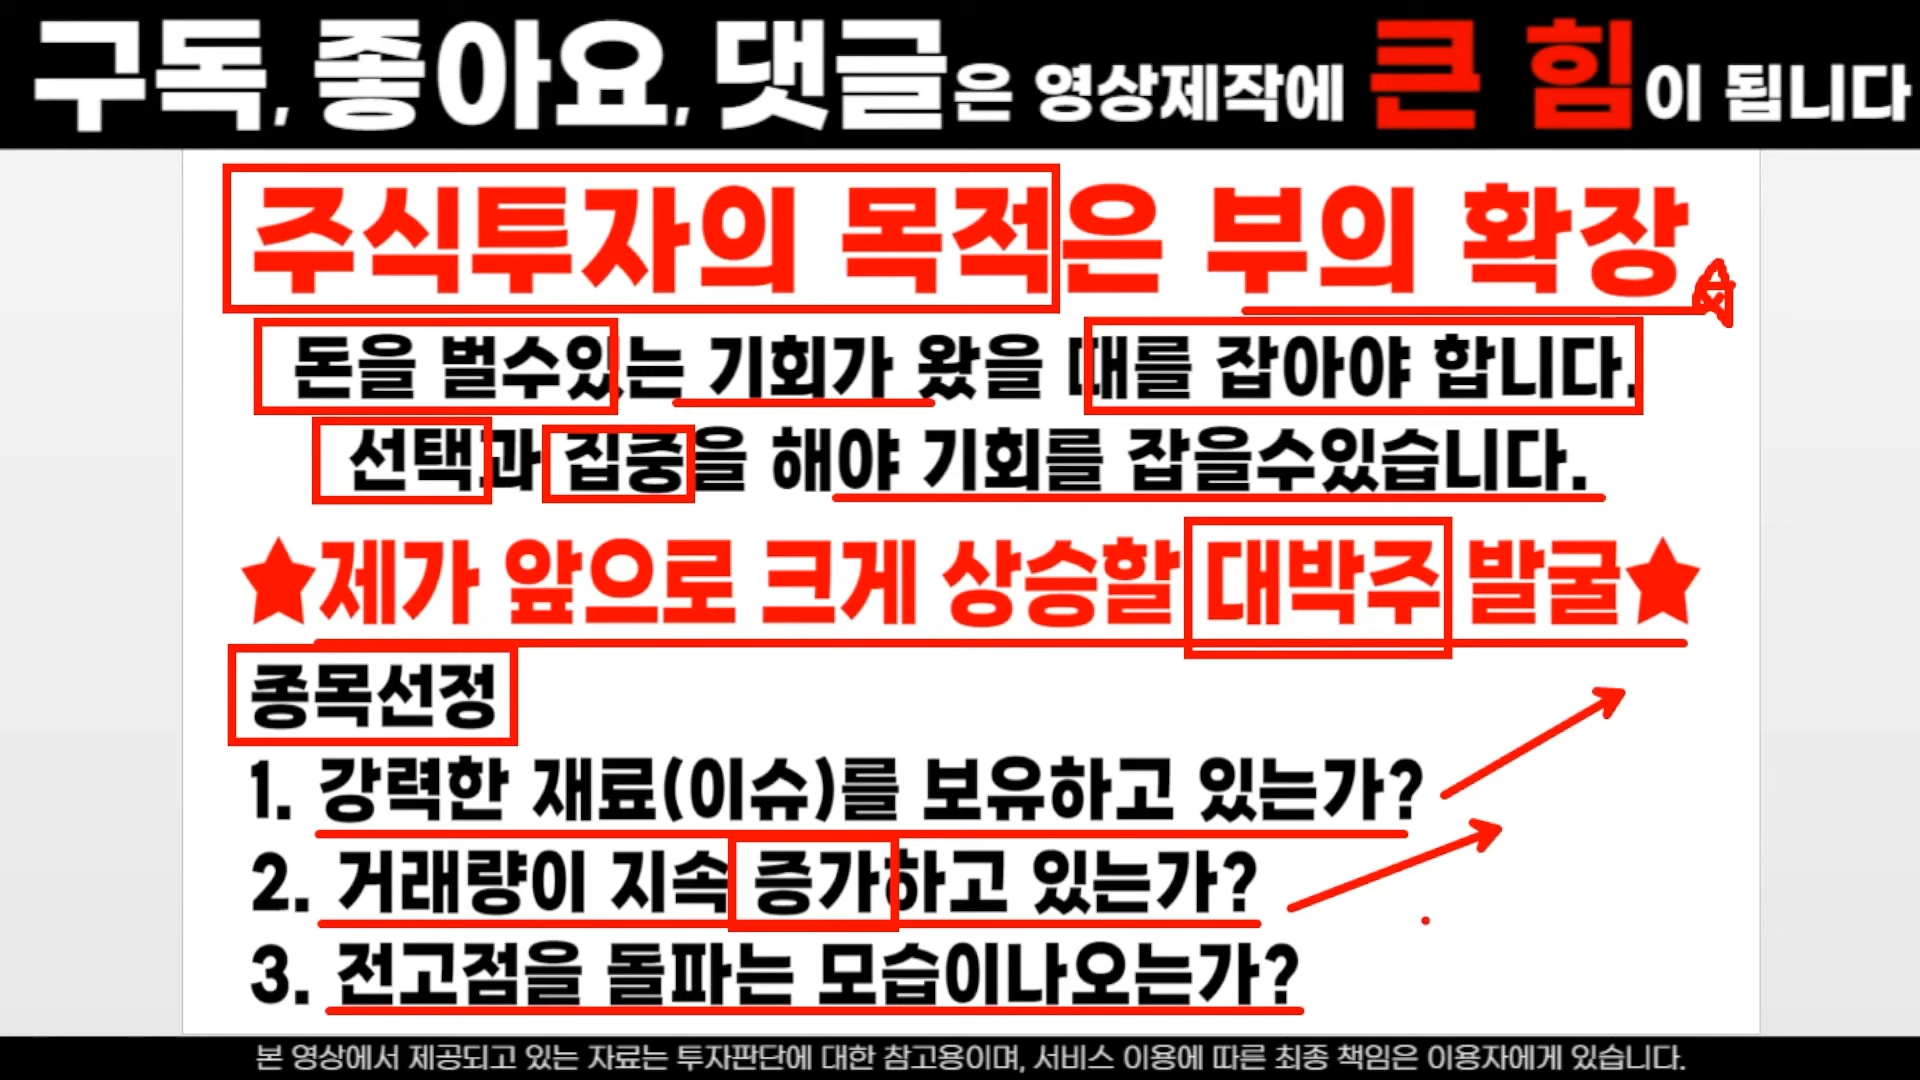 구독, 좋아요, 댓글은 영상제작에 큰 힘이 됩니다
주식투자의 목적은 부의 확장
돈을 벌수있는 기회가 왔을 대를 잡아야 합니다.
선택과 집중을 해야 기회를 잡을수있습니다.
★제가 앞으로 크게 상승할 대박주 발굴★
종목선정
1. 강력한 재료(이슈)를 보유하고 있는가?
2. 거래량이 지속 증가하고 있는가?
3. 전고점을 돌파는 모습이나오는가?
본 영상에서 제공되고 있는 자료는 투자판단에 대한 참고용이며, 서비스 이용에 따른 최종 책임은 이용자에게 있습니다.